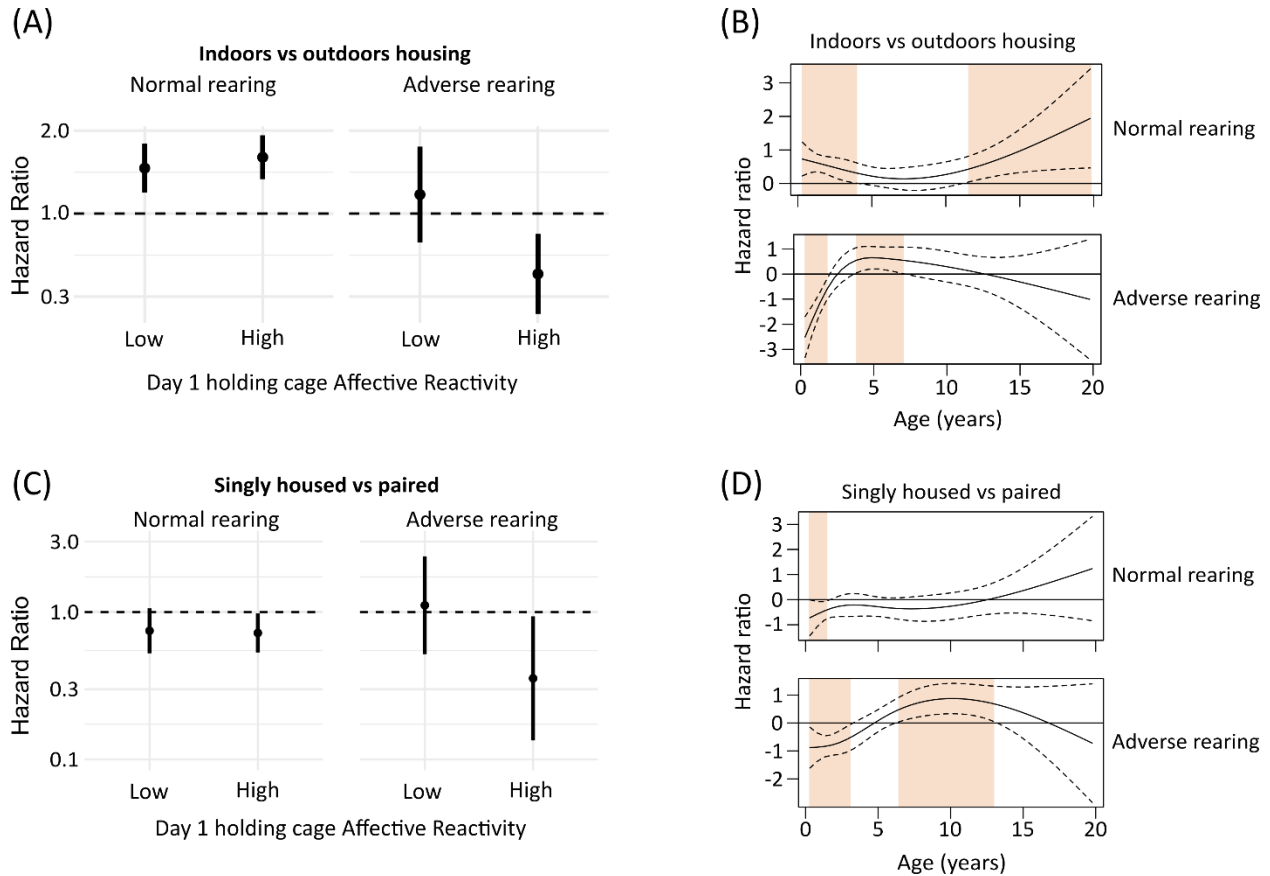 (A)
Indoors vs outdoors housing
Normal rearing
Adverse rearing
Hazard Ratio
2.0
1.0
0.3
Low
High
Low
High
Day 1 holding cage Affective Reactivity
(B)
Indoors vs outdoors housing
3
2
1
0
Normal rearing
Hazard ratio
1
0
-1
-2
-3
Adverse rearing
0
5
10
15
20
Age (years)
(C)
Singly housed vs paired
Normal rearing
Adverse rearing
Hazard Ratio
3.0
1.0
0.3
0.1
Low
High
Low
High
Day 1 holding cage Affective Reactivity
(D)
Singly housed vs paired
3
2
1
0
-1
Normal rearing
Hazard ratio
1
0
-1
-2
Adverse rearing
0
5
10
15
20
Age (years)